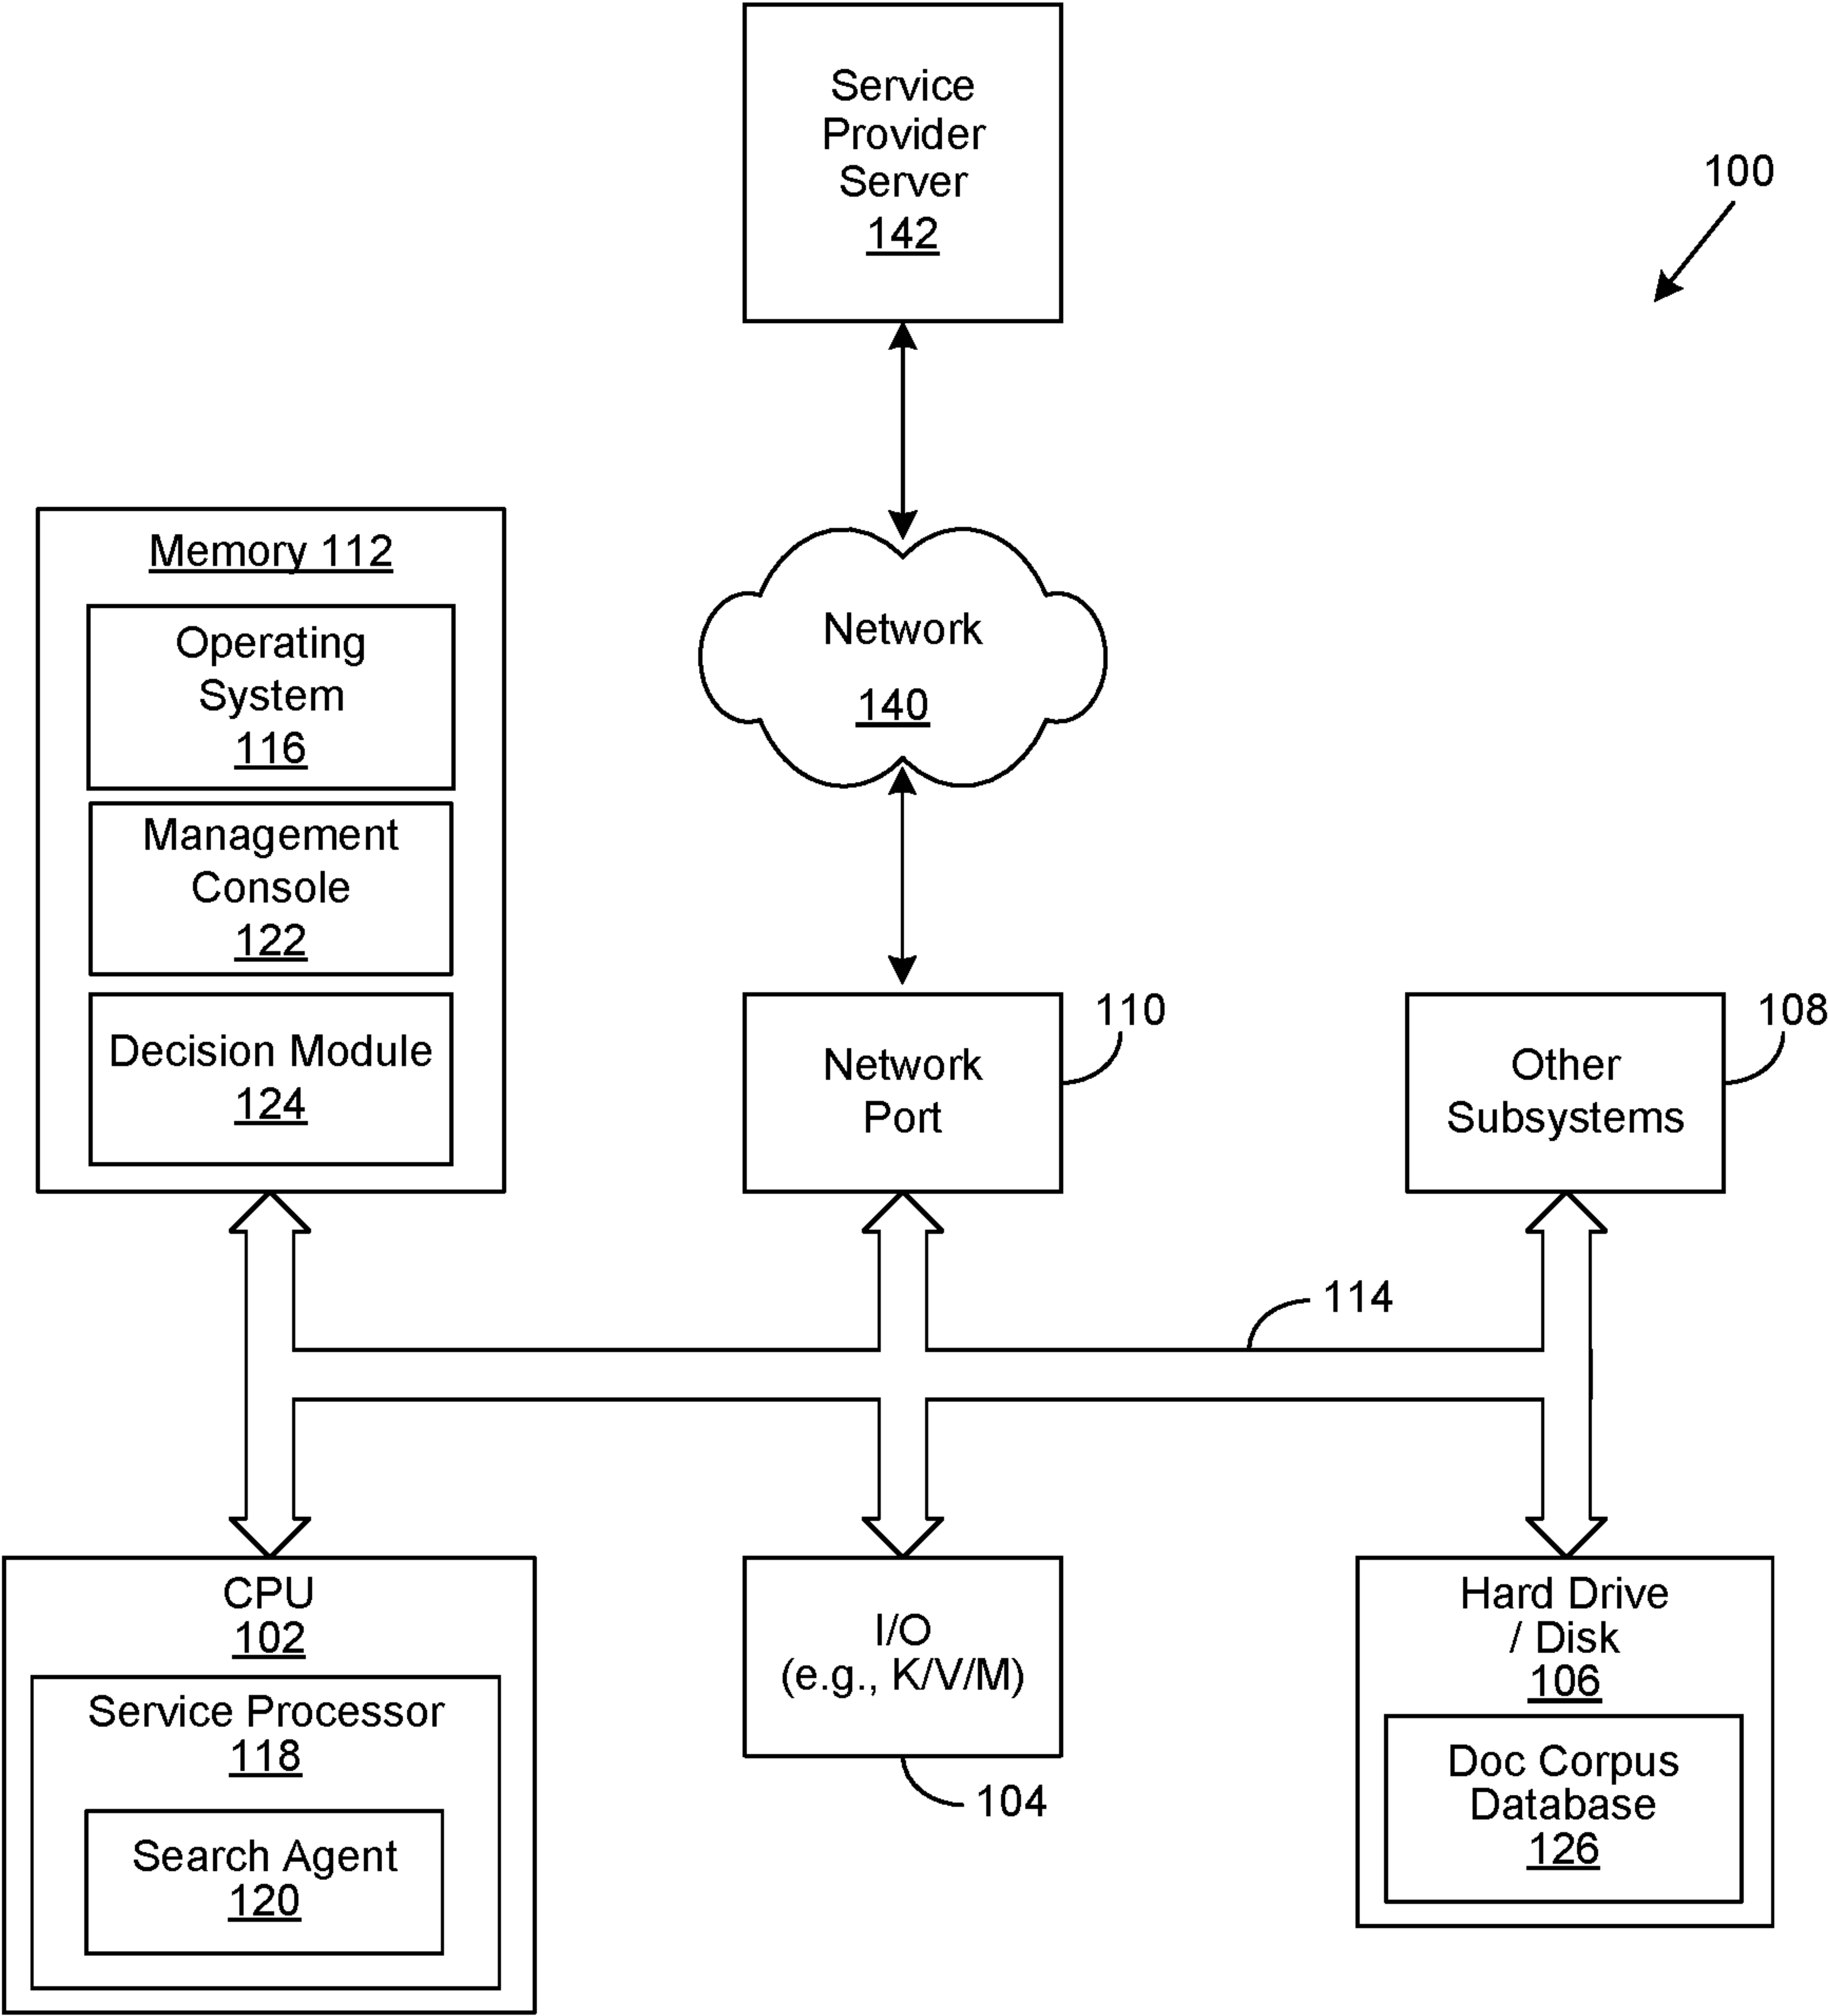 Service
Provider
Server
142
100
Memory 112
Operating
System
116
Management
Console
122
Decision Module
124
Network
140
Network
Port
110
Other
Subsystems
108
114
CPU
102
Service Processor
118
Search Agent
120
I/O
(e.g., K/V/M)
104
Hard Drive
/ Disk
106
Doc Corpus
Database
126